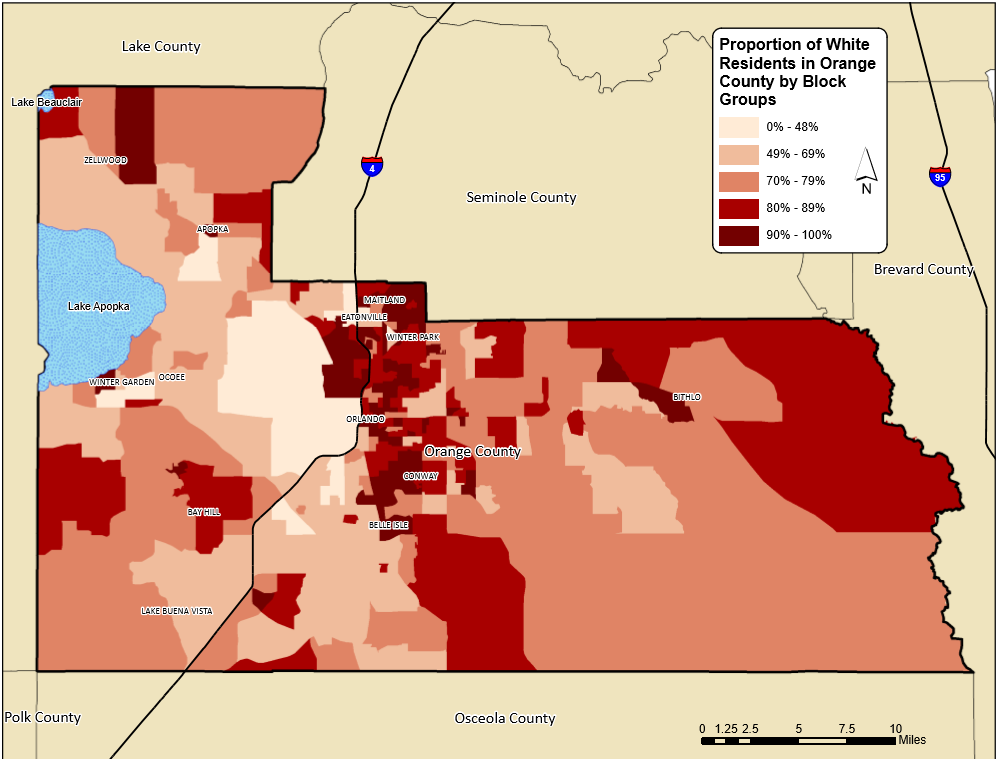 Lake County
Proportion of White
Residents in Orange
County by Block
Groups
0% - 48%
49% - 69%
70% - 79%
80% - 89%
90% - 100%
N
Lake Beauclair
ZELLWOOD
4
95
Seminole County
APOPKA
Brevard County
Lake Apopka
MAITLAND
EATONVILLE
WINTER PARK
WINTER GARDEN
OCOEE
BITHLO
ORLANDO
Orange County
CONWAY
BAY HILL
BELLE ISLE
LAKE BUENA VISTA
Polk County
Osceola County
0 1.25 2.5 5 7.5 10
Miles